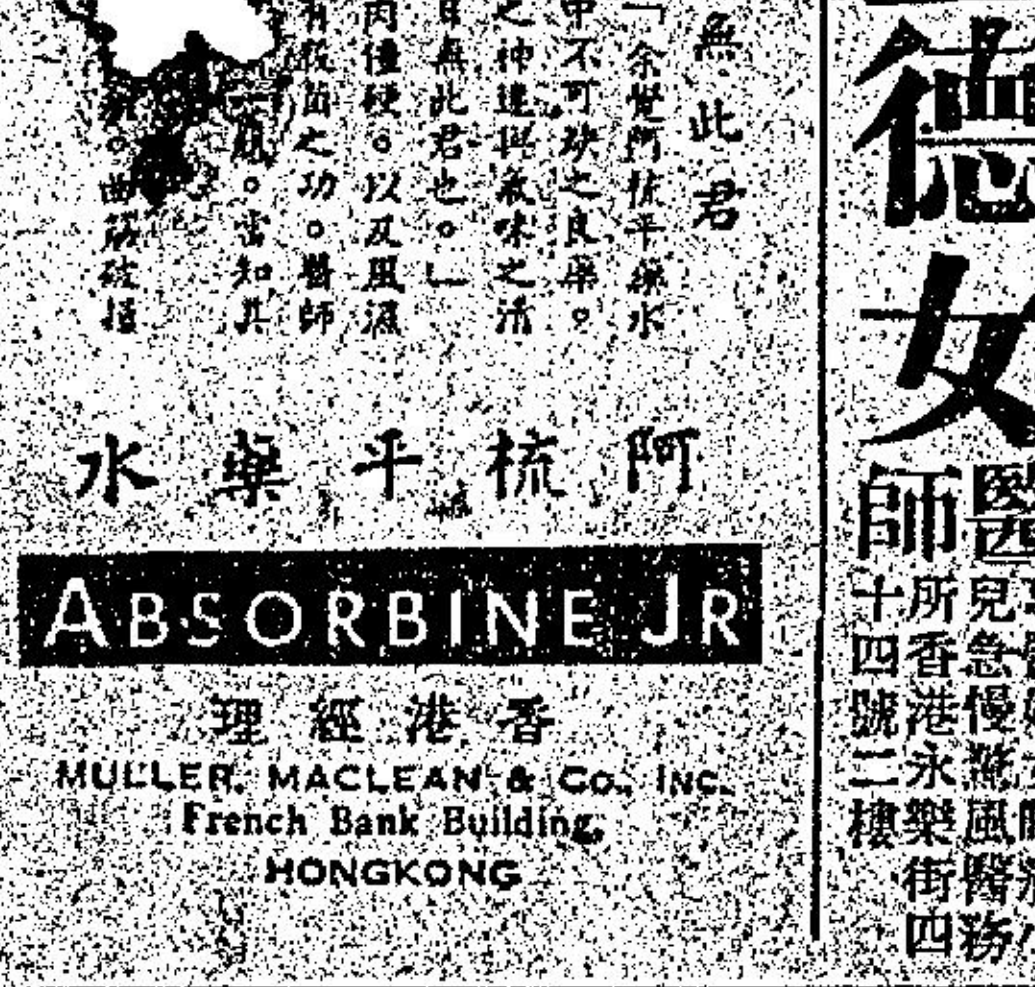 德
女
醫
師
兒急慢驚風醫務
所香港永樂街四
十四號二樓
無此君
「余覺阿梳平藥水
中不可缺之良藥。
之神速與氣味之清
日無此君也。」
肉僵硬。以及風濕
有殺菌之功。醫師
。當知其
。曲筋破損
阿梳平藥水
ABSORBINE JR
香港經理
MULLER, MACLEAN & CO., INC.
French Bank Building,
HONGKONG